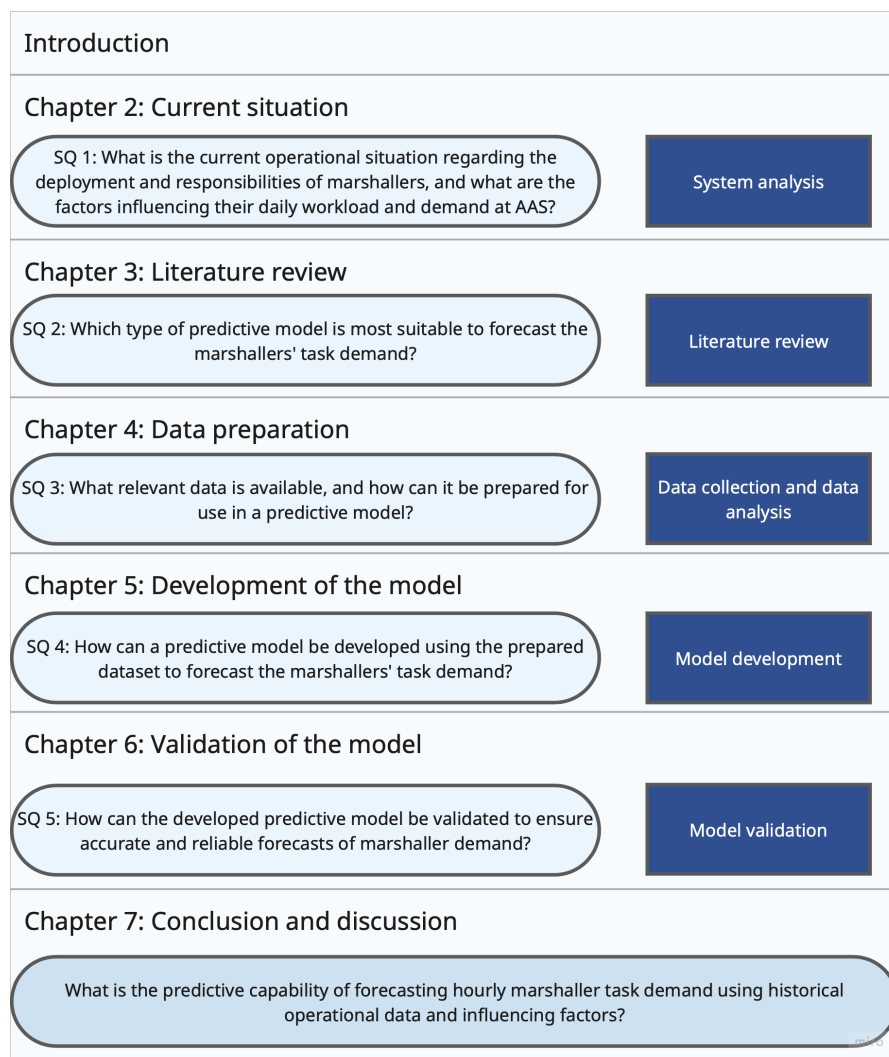 Introduction
Chapter 2: Current situation
SQ 1: What is the current operational situation regarding the
deployment and responsibilities of marshallers, and what are the
factors influencing their daily workload and demand at AAS?
System analysis
Chapter 3: Literature review
SQ 2: Which type of predictive model is most suitable to forecast the
marshallers' task demand?
Literature review
Chapter 4: Data preparation
SQ 3: What relevant data is available, and how can it be prepared for
use in a predictive model?
Data collection and data
analysis
Chapter 5: Development of the model
SQ 4: How can a predictive model be developed using the prepared
dataset to forecast the marshallers' task demand?
Model development
Chapter 6: Validation of the model
SQ 5: How can the developed predictive model be validated to ensure
accurate and reliable forecasts of marshaller demand?
Model validation
Chapter 7: Conclusion and discussion
What is the predictive capability of forecasting hourly marshaller task demand using historical
operational data and influencing factors?
miro